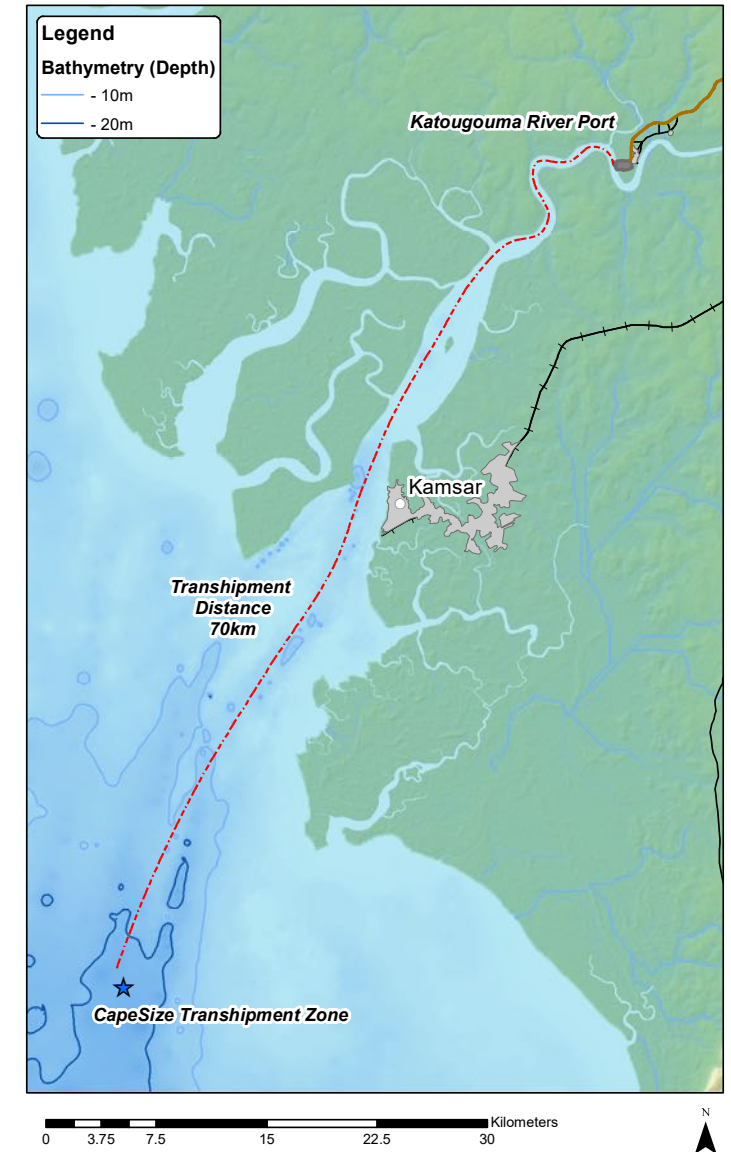 Legend
Bathymetry (Depth)
- 10m
- 20m
Katougouma River Port
Kamsar
Transhipment
Distance
70km
CapeSize Transhipment Zone
Kilometers
0 3.75 7.5 15 22.5 30
N